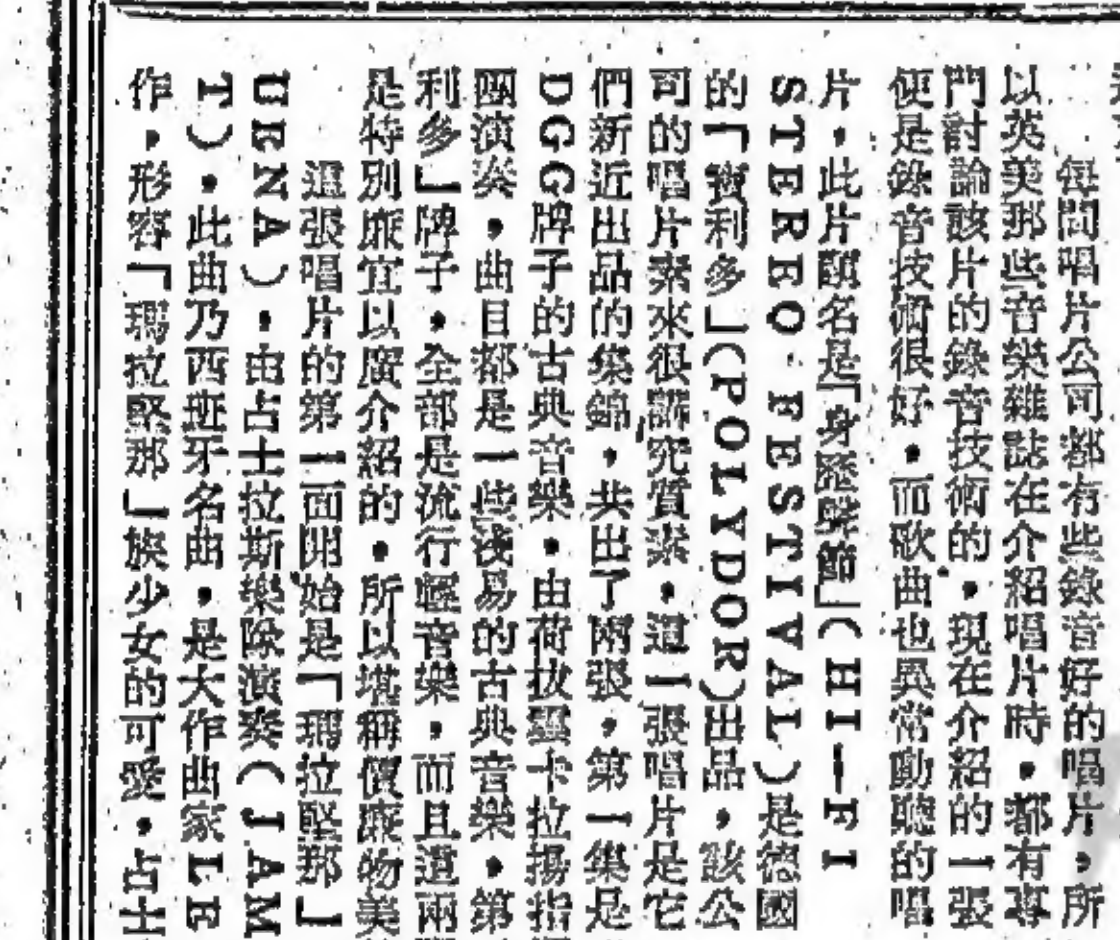 每間唱片公司都有些錄音好的唱片，所
以英美那些音樂雜誌在介紹唱片時，都有專
門討論該片的錄音技術的，現在介紹的一張
便是錄音技術很好，而歌曲也異常動聽的唱
片，此片題名是「身歷聲節」（HI—FI
STEREO FESTIVAL）是德國
的「寶利多」（POLYDOR）出品，該公
司的唱片素來很講究質素，這一張唱片是它
們新近出品的集錦，共出了兩張，第一集是
DGG牌子的古典音樂，由荷拔溫卡拉揚指
團演奏，曲目都是一些淺易的古典音樂，第
利多」牌子，全部是流行輕音樂，而且這兩
是特別廉宜以廣介紹的，所以堪稱價廉物美
這張唱片的第一面開始是「瑪拉堅那」
UENA），由占士拉斯樂隊演奏（JAM
T），此曲乃西班牙名曲，是大作曲家LE
作，形容「瑪拉堅那」族少女的可愛，占士